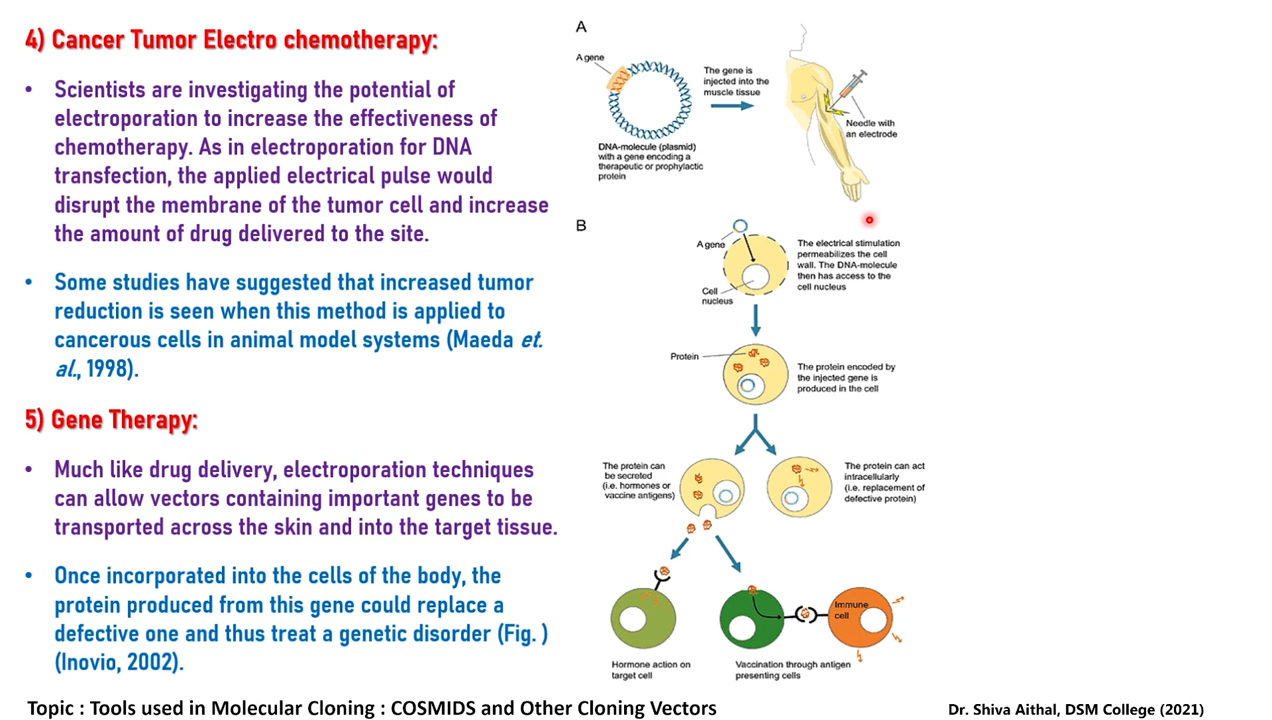 4) Cancer Tumor Electro chemotherapy:
• Scientists are investigating the potential of
electroporation to increase the effectiveness of
chemotherapy. As in electroporation for DNA
transfection, the applied electrical pulse would
disrupt the membrane of the tumor cell and increase
the amount of drug delivered to the site.
• Some studies have suggested that increased tumor
reduction is seen when this method is applied to
cancerous cells in animal model systems (Maeda et.
al., 1998).
5) Gene Therapy:
• Much like drug delivery, electroporation techniques
can allow vectors containing important genes to be
transported across the skin and into the target tissue.
• Once incorporated into the cells of the body, the
protein produced from this gene could replace a
defective one and thus treat a genetic disorder (Fig. )
(Inovio, 2002).
A
A gene
DNA-molecule (plasmid)
with a gene encoding a
therapeutic or prophylactic
protein
The gene is
injected into the
muscle tissue
Needle with
an electrode
B
A gene
Cell
nucleus
The electrical stimulation
permeabilizes the cell
wall. The DNA-molecule
then has access to the
cell nucleus
Protein
The protein encoded by
the injected gene is
produced in the cell
The protein can
be secreted
(i.e. hormones or
vaccine antigens)
The protein can act
intracellularly
(i.e. replacement of
defective protein)
Immune
cell
Hormone action on
target cell
Vaccination through antigen
presenting cells
Topic : Tools used in Molecular Cloning : COSMIDS and Other Cloning Vectors
Dr. Shiva Aithal, DSM College (2021)